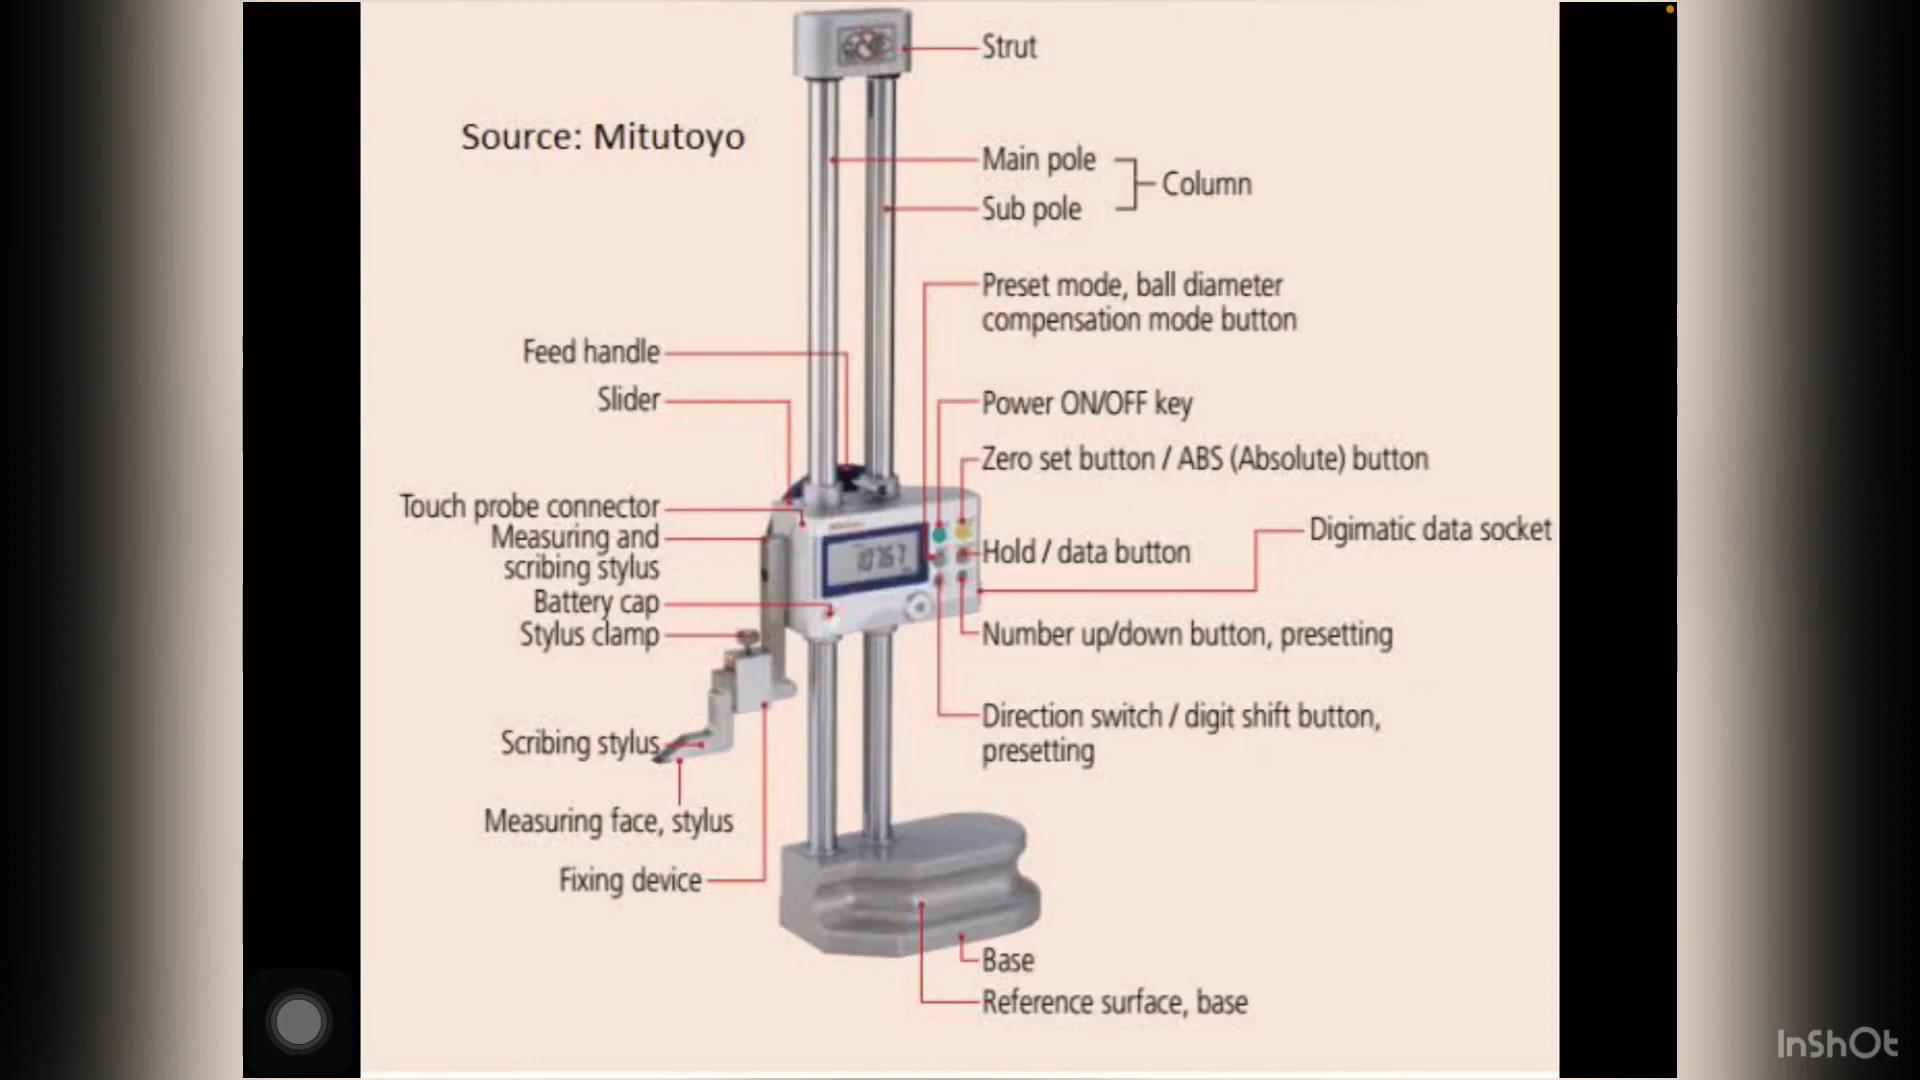 Strut
Source: Mitutoyo
Main pole
Column
Sub pole
Preset mode, ball diameter
compensation mode button
Feed handle
Slider
Power ON/OFF key
Zero set button / ABS (Absolute) button
Touch probe connector
Measuring and
scribing stylus
Digimatic data socket
Hold / data button
Battery cap
Stylus clamp
Number up/down button, presetting
Direction switch / digit shift button,
presetting
Scribing stylus
Measuring face, stylus
Fixing device
Base
Reference surface, base
InShOt